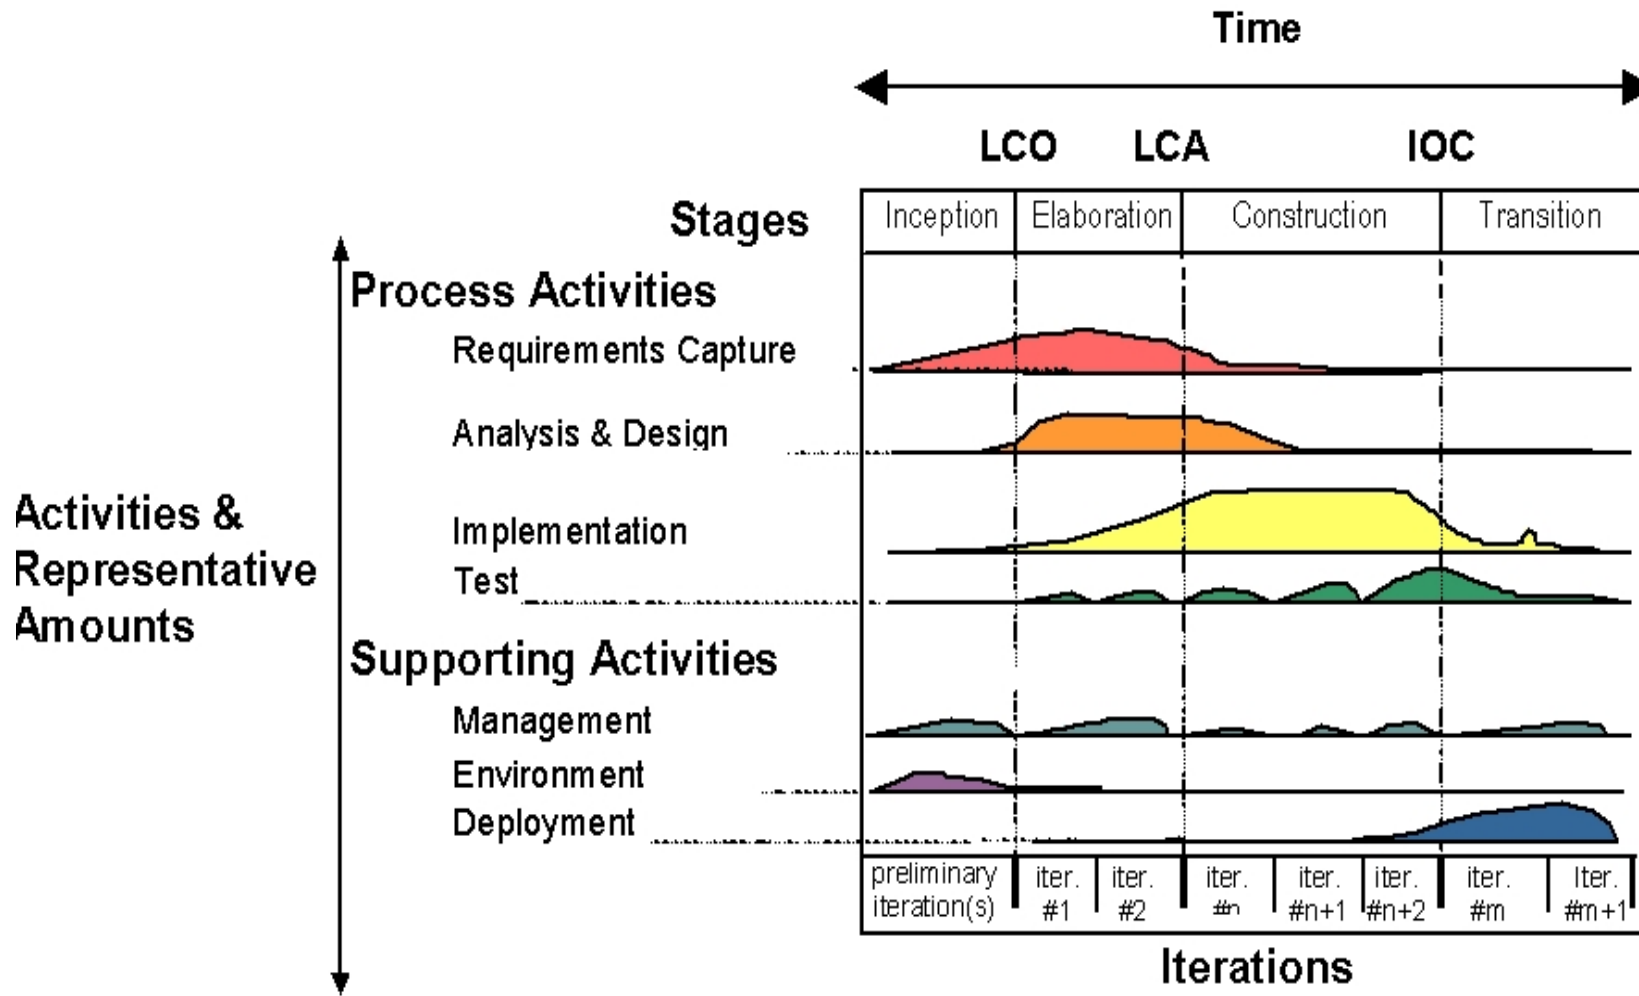 Time
LCO LCA IOC
Stages Inception Elaboration Construction Transition
Process Activities
Requirements Capture
Analysis & Design
Implementation
Test
Activities &
Representative
Amounts
Supporting Activities
Management
Environment
Deployment
preliminary iter. iter. iter. iter. iter. iter. Iter.
iteration(s) #1 #2 #n #n+1 #n+2 #m #m+1
Iterations